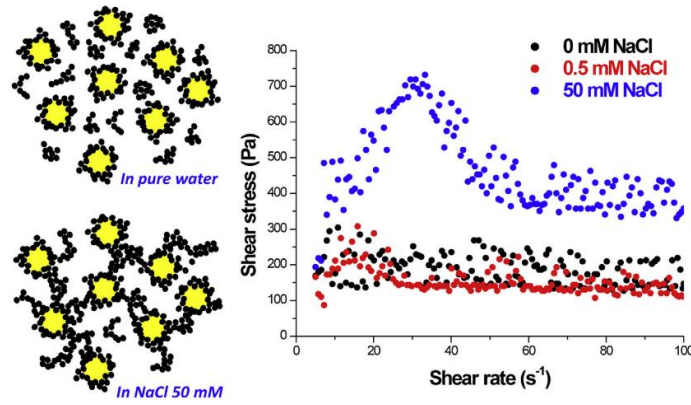 In pure water
In NaCl 50 mM
0 mM NaCl
0.5 mM NaCl
50 mM NaCl
Shear stress (Pa)
800
700
600
500
400
300
200
100
0
0 20 40 60 80 100
Shear rate (s⁻¹)